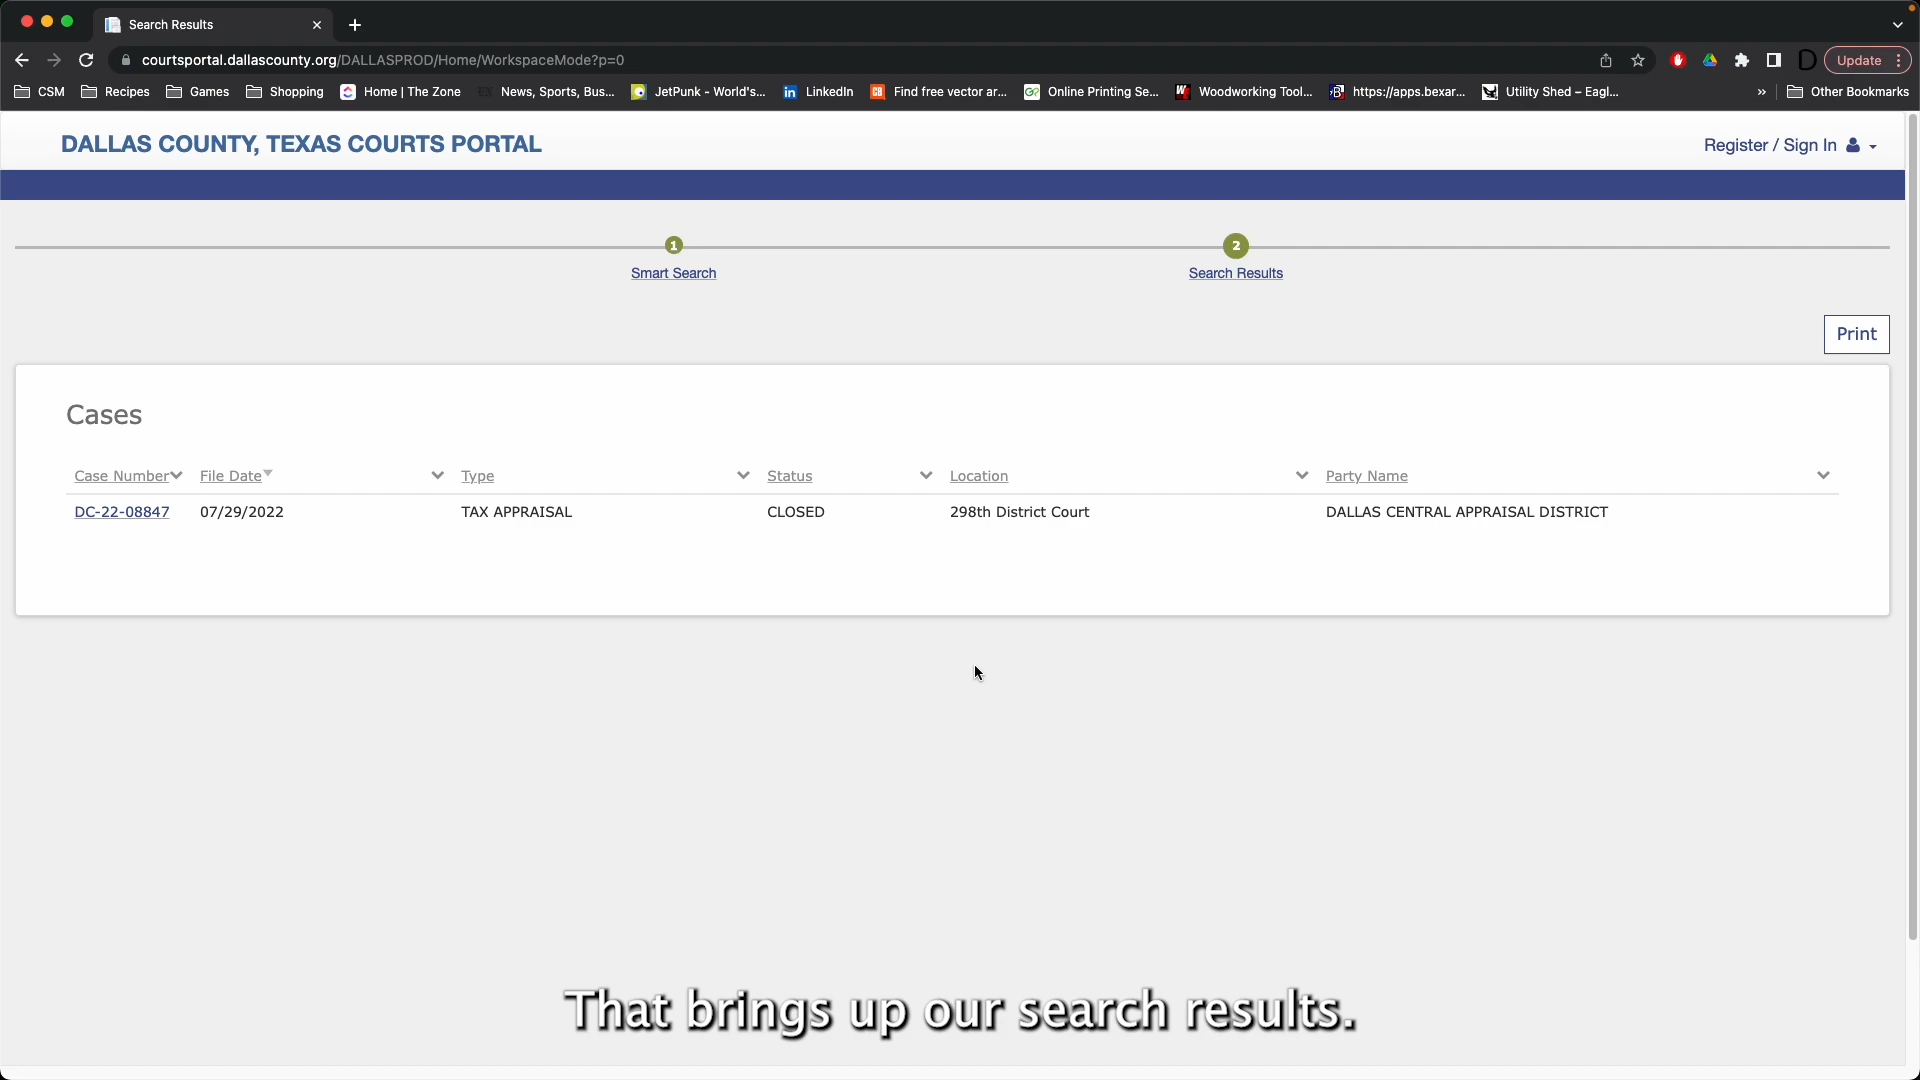 Search Results
courtsportal.dallascounty.org/DALLASPROD/Home/WorkspaceMode?p=0
Update
CSM Recipes Games Shopping Home | The Zone News, Sports, Bus... JetPunk - World's... LinkedIn Find free vector ar... Online Printing Se... Woodworking Tool... https://apps.bexar... Utility Shed – Eagl... » Other Bookmarks
DALLAS COUNTY, TEXAS COURTS PORTAL
Register / Sign In
1 2
Smart Search Search Results
Print
Cases
Case Number File Date Type Status Location Party Name
DC-22-08847 07/29/2022 TAX APPRAISAL CLOSED 298th District Court DALLAS CENTRAL APPRAISAL DISTRICT
That brings up our search results.